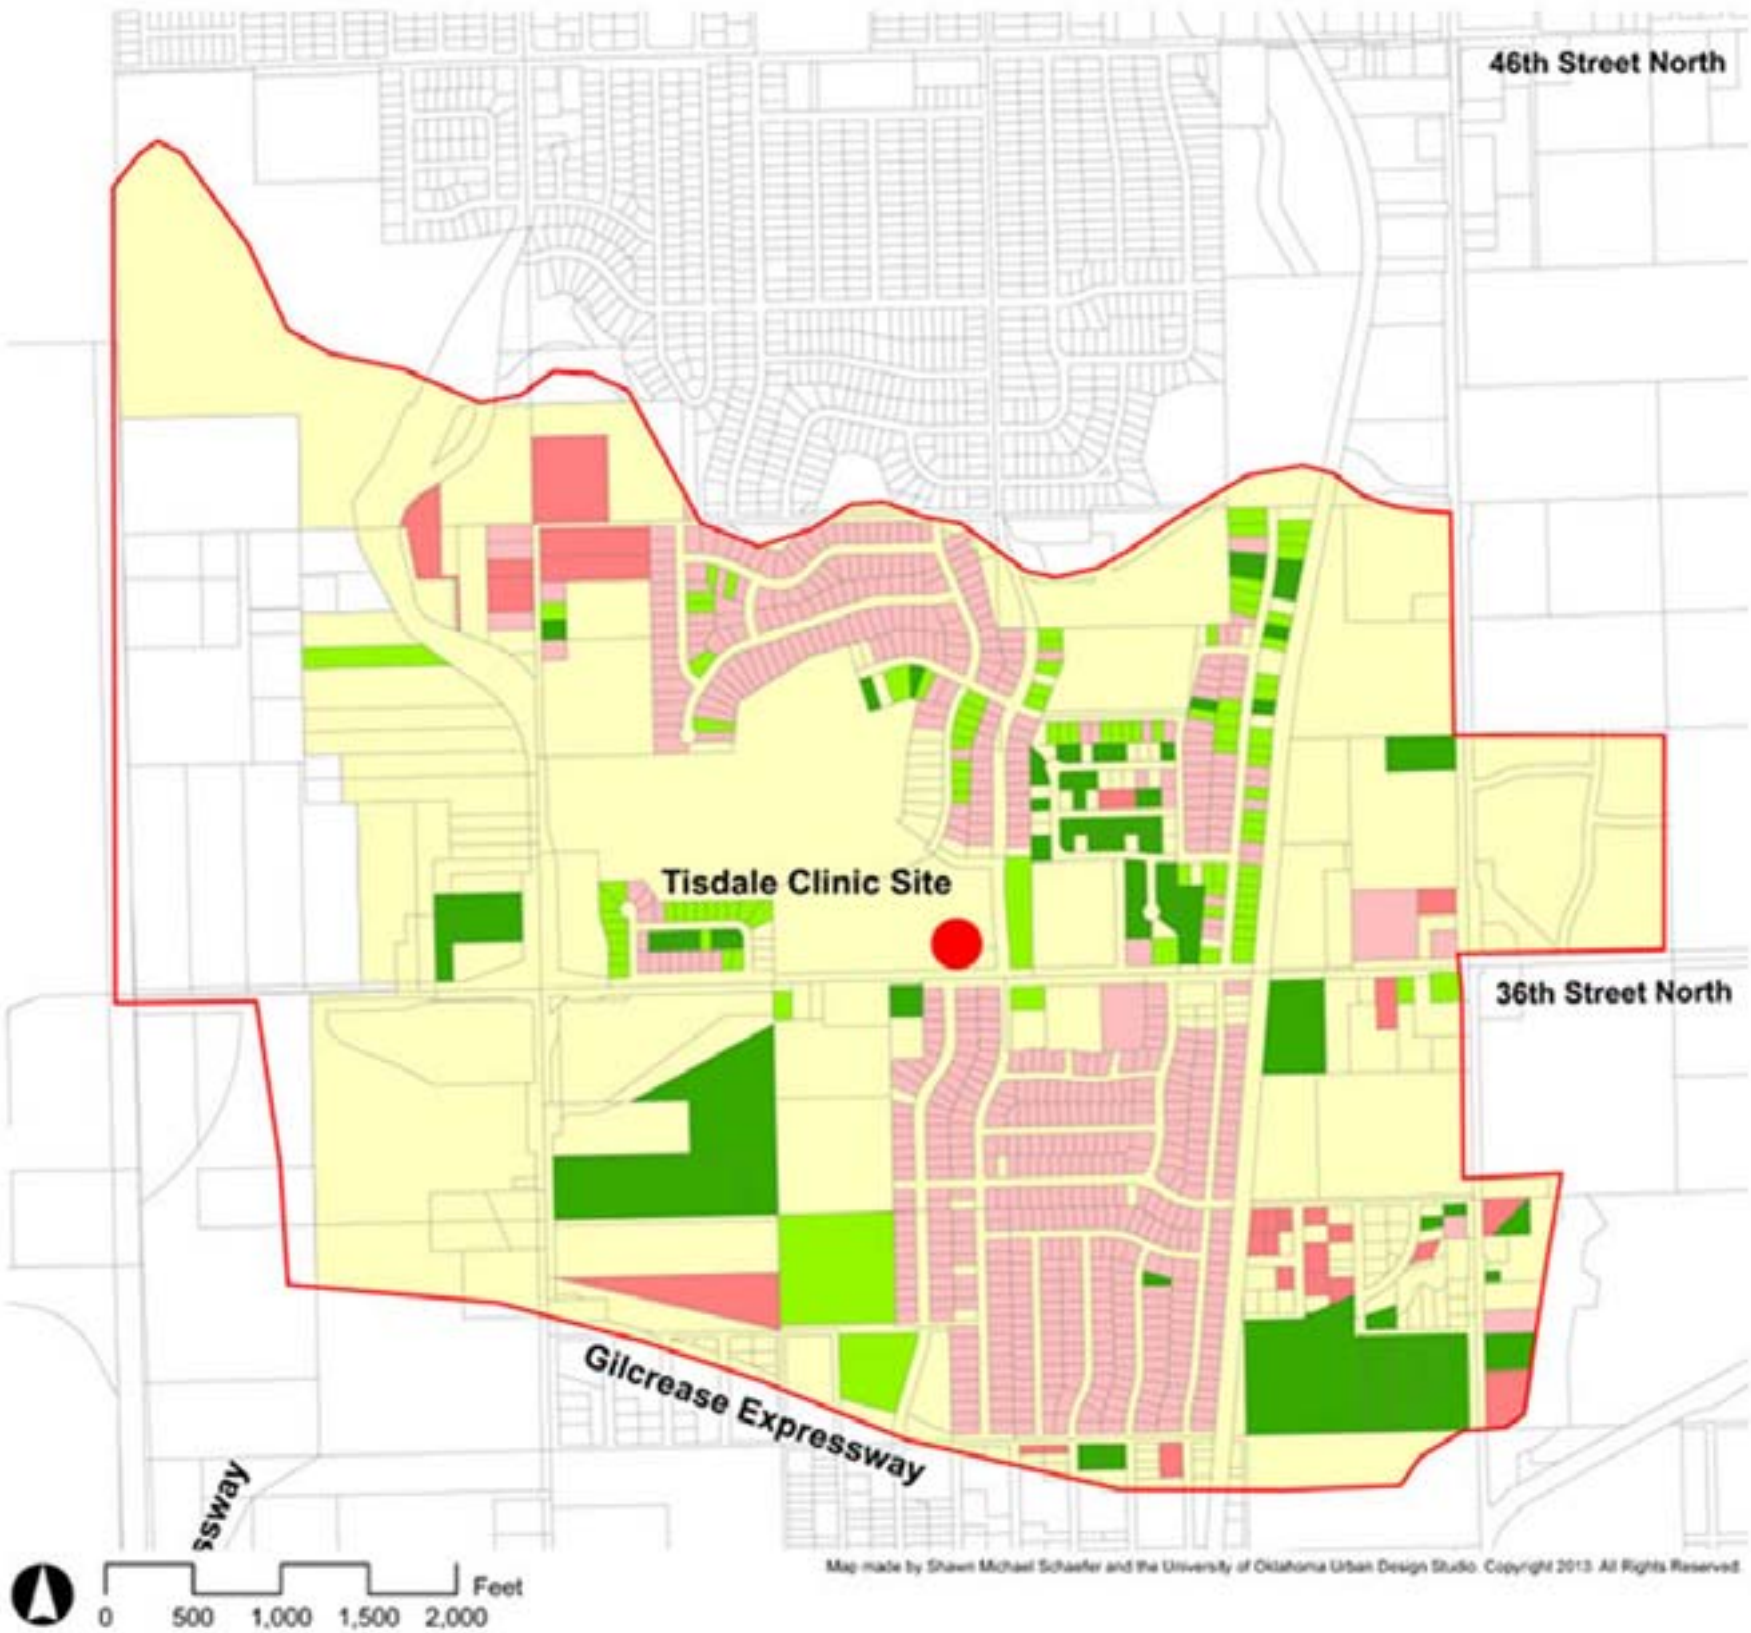 46th Street North
Tisdale Clinic Site
36th Street North
Gilcrease Expressway
ssway
Feet
0 500 1,000 1,500 2,000
Map made by Shawn Michael Schaefer and the University of Oklahoma Urban Design Studio. Copyright 2013. All Rights Reserved.